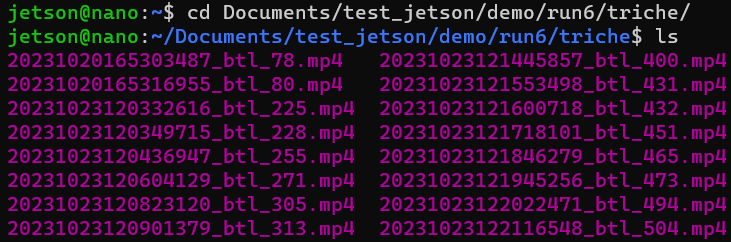 jetson@nano:~$ cd Documents/test_jetson/demo/run6/triche/
jetson@nano:~/Documents/test_jetson/demo/run6/triche$ ls
20231020165303487_btl_78.mp4 20231023121445857_btl_400.mp4
20231020165316955_btl_80.mp4 20231023121553498_btl_431.mp4
20231023120332616_btl_225.mp4 20231023121600718_btl_432.mp4
20231023120349715_btl_228.mp4 20231023121718101_btl_451.mp4
20231023120436947_btl_255.mp4 20231023121846279_btl_465.mp4
20231023120604129_btl_271.mp4 20231023121945256_btl_473.mp4
20231023120823120_btl_305.mp4 20231023122022471_btl_494.mp4
20231023120901379_btl_313.mp4 20231023122116548_btl_504.mp4